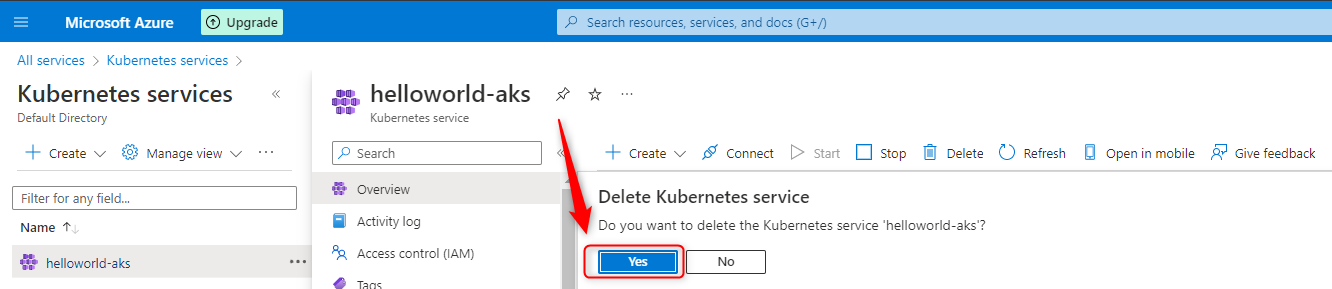 Microsoft Azure
Upgrade
Search resources, services, and docs (G+/)
All services > Kubernetes services >
Kubernetes services
Default Directory
Create
Manage view
Filter for any field...
Name
helloworld-aks
helloworld-aks
Kubernetes service
Search
Overview
Activity log
Access control (IAM)
Tags
Create
Connect
Start
Stop
Delete
Refresh
Open in mobile
Give feedback
Delete Kubernetes service
Do you want to delete the Kubernetes service 'helloworld-aks'?
Yes
No